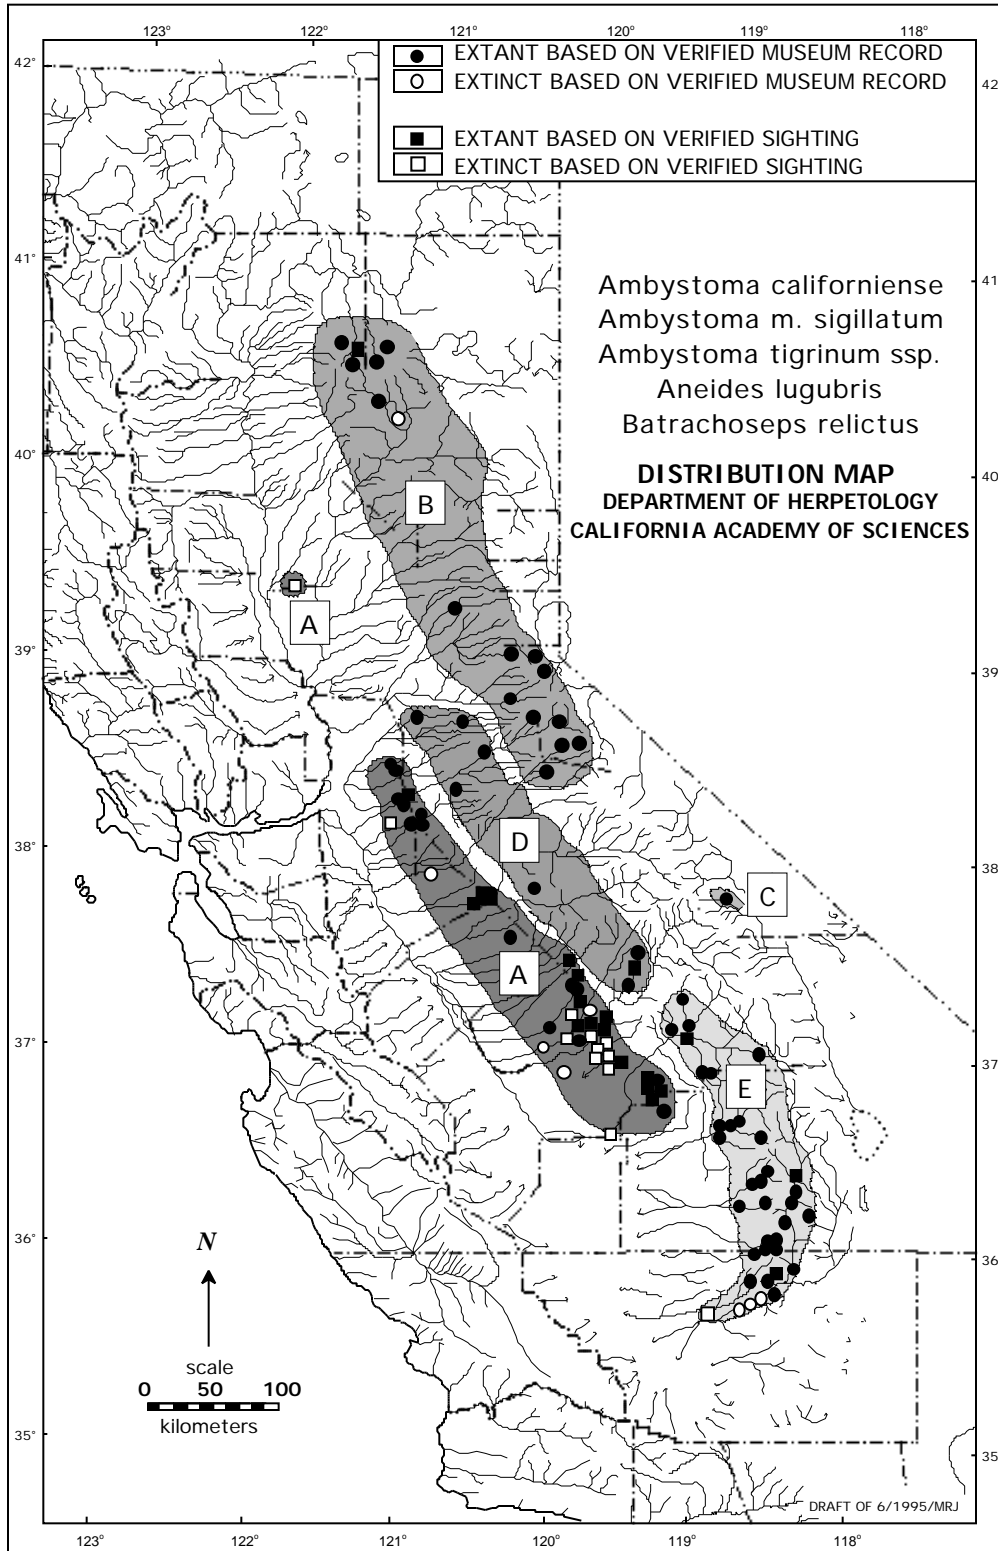 123° 122° 121° 120° 119° 118°
EXTANT BASED ON VERIFIED MUSEUM RECORD
EXTINCT BASED ON VERIFIED MUSEUM RECORD
EXTANT BASED ON VERIFIED SIGHTING
EXTINCT BASED ON VERIFIED SIGHTING
42° 42
41° 41
Ambystoma californiense
Ambystoma m. sigillatum
Ambystoma tigrinum ssp.
Aneides lugubris
Batrachoseps relictus
40° 40
DISTRIBUTION MAP
DEPARTMENT OF HERPETOLOGY
CALIFORNIA ACADEMY OF SCIENCES
B
A
39° 39
38° 38
D
C
A
37° 37
E
36° 36
N
scale
0 50 100
kilometers
35° 35
DRAFT OF 6/1995/MRJ
123° 122° 121° 120° 119° 118°